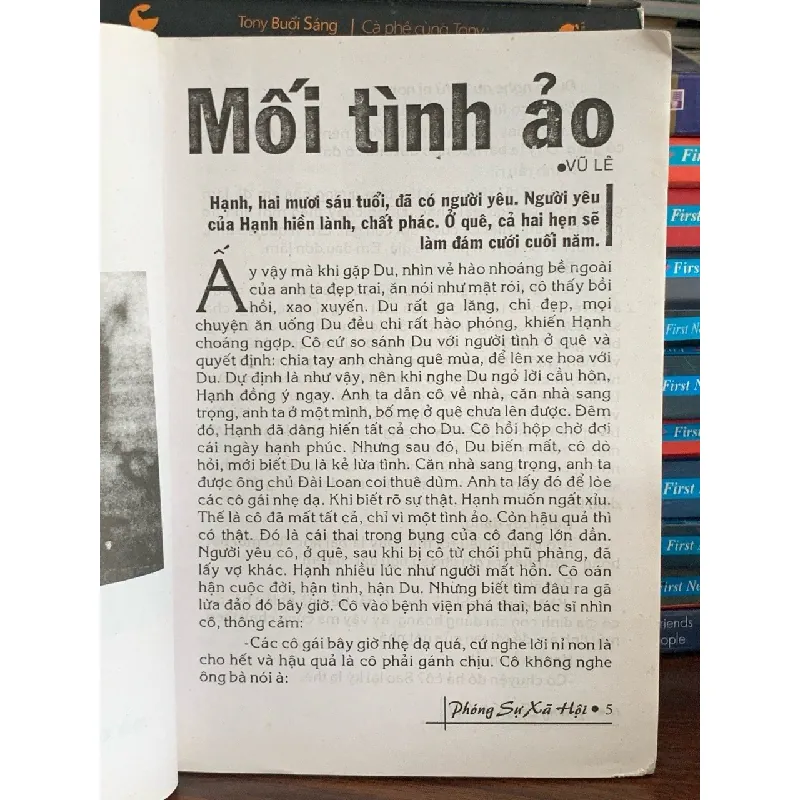 Tony Buổi Sáng | Cà phê cùng Tony
Mối tình ảo
●VŨ LÊ
Hạnh, hai mươi sáu tuổi, đã có người yêu. Người yêu
của Hạnh hiền lành, chất phác. Ở quê, cả hai hẹn sẽ
làm đám cưới cuối năm.
Ấy vậy mà khi gặp Du, nhìn vẻ hào nhoáng bề ngoài
của anh ta đẹp trai, ăn nói như mật rót, cô thấy bồi
hồi, xao xuyến. Du rất ga lăng, chi đẹp, mọi
chuyện ăn uống Du đều chi rất hào phóng, khiến Hạnh
choáng ngợp. Cô cứ so sánh Du với người tình ở quê và
quyết định: chia tay anh chàng quê mùa, để lên xe hoa với
Du. Dự định là như vậy, nên khi nghe Du ngỏ lời cầu hôn,
Hạnh đồng ý ngay. Anh ta dẫn cô về nhà, căn nhà sang
trọng, anh ta ở một mình, bố mẹ ở quê chưa lên được. Đêm
đó, Hạnh đã dâng hiến tất cả cho Du. Cô hồi hộp chờ đợi
cái ngày hạnh phúc. Nhưng sau đó, Du biến mất, cô dò
hỏi, mới biết Du là kẻ lừa tình. Căn nhà sang trọng, anh ta
được ông chủ Đài Loan coi thuê dùm. Anh ta lấy đó để lòe
các cô gái nhẹ dạ. Khi biết rõ sự thật. Hạnh muốn ngất xỉu.
Thế là cô đã mất tất cả, chỉ vì một tình ảo. Còn hậu quả thì
có thật. Đó là cái thai trong bụng của cô đang lớn dần.
Người yêu cô, ở quê, sau khi bị cô từ chối phũ phàng, đã
lấy vợ khác. Hạnh nhiều lúc như người mất hồn. Cô oán
hận cuộc đời, hận tình, hận Du. Nhưng biết tìm đâu ra gã
lừa đảo đó bây giờ. Cô vào bệnh viện phá thai, bác sĩ nhìn
cô, thông cảm:
-Các cô gái bây giờ nhẹ dạ quá, cứ nghe lời nỉ non là
cho hết và hậu quả là cô phải gánh chịu. Cô không nghe
ông bà nói à:
Phóng Sự Xã Hội ● 5
Fi
First
First
First N
First
First
First
First
First N
riends
ople